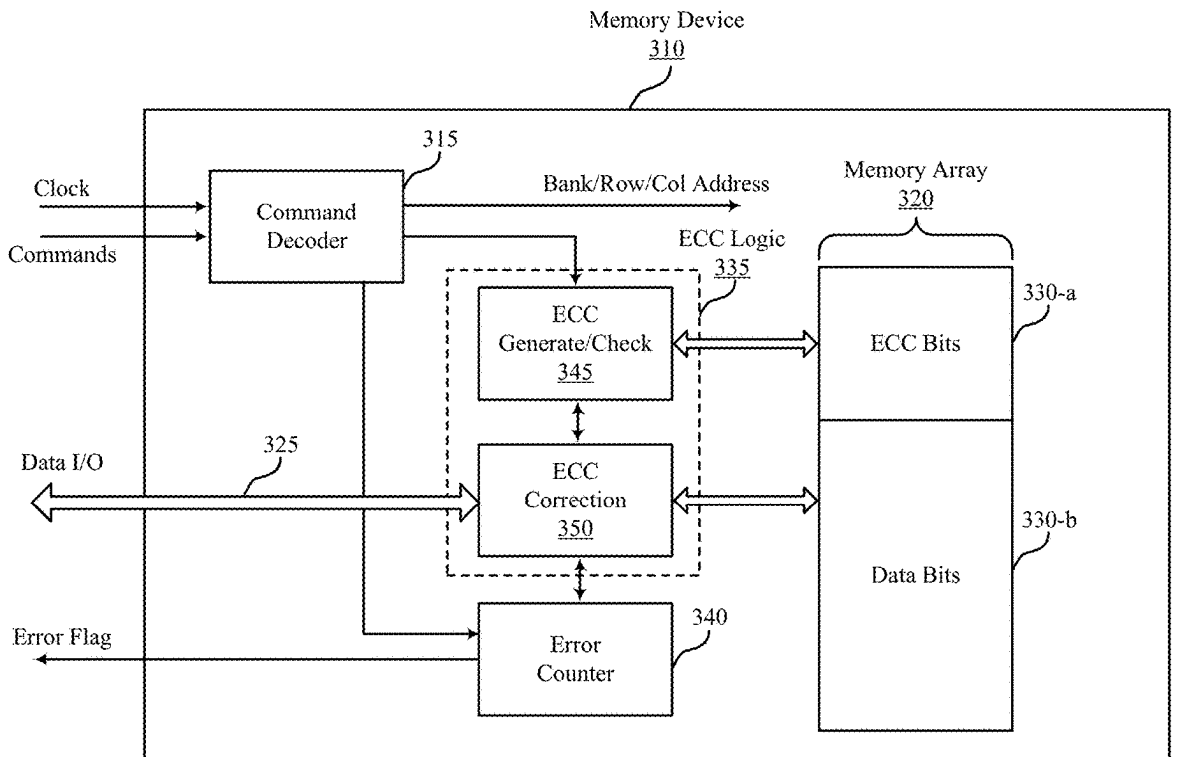 Memory Device
310
315
Clock
Commands
Command
Decoder
Bank/Row/Col Address
Memory Array
320
ECC Logic
335
ECC
Generate/Check
345
330-a
ECC Bits
Data I/O
325
ECC
Correction
350
330-b
Data Bits
Error Flag
Error
Counter
340